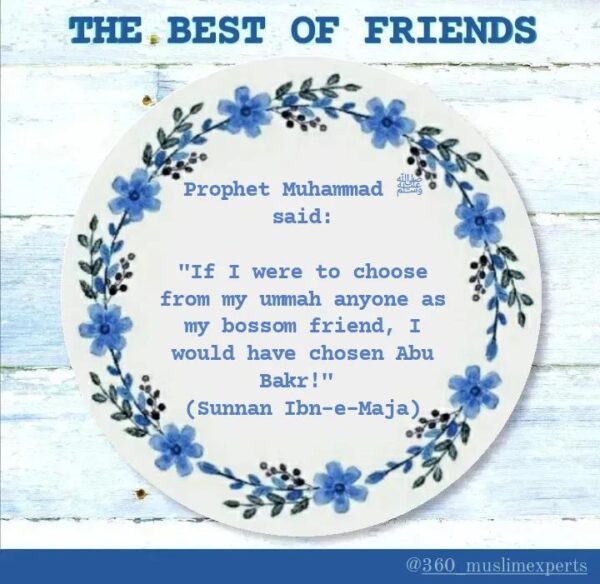 THE BEST OF FRIENDS
Prophet Muhammad ﷺ
said:
"If I were to choose
from my ummah anyone as
my bossom friend, I
would have chosen Abu
Bakr!"
(Sunnan Ibn-e-Maja)
@360_muslimexperts